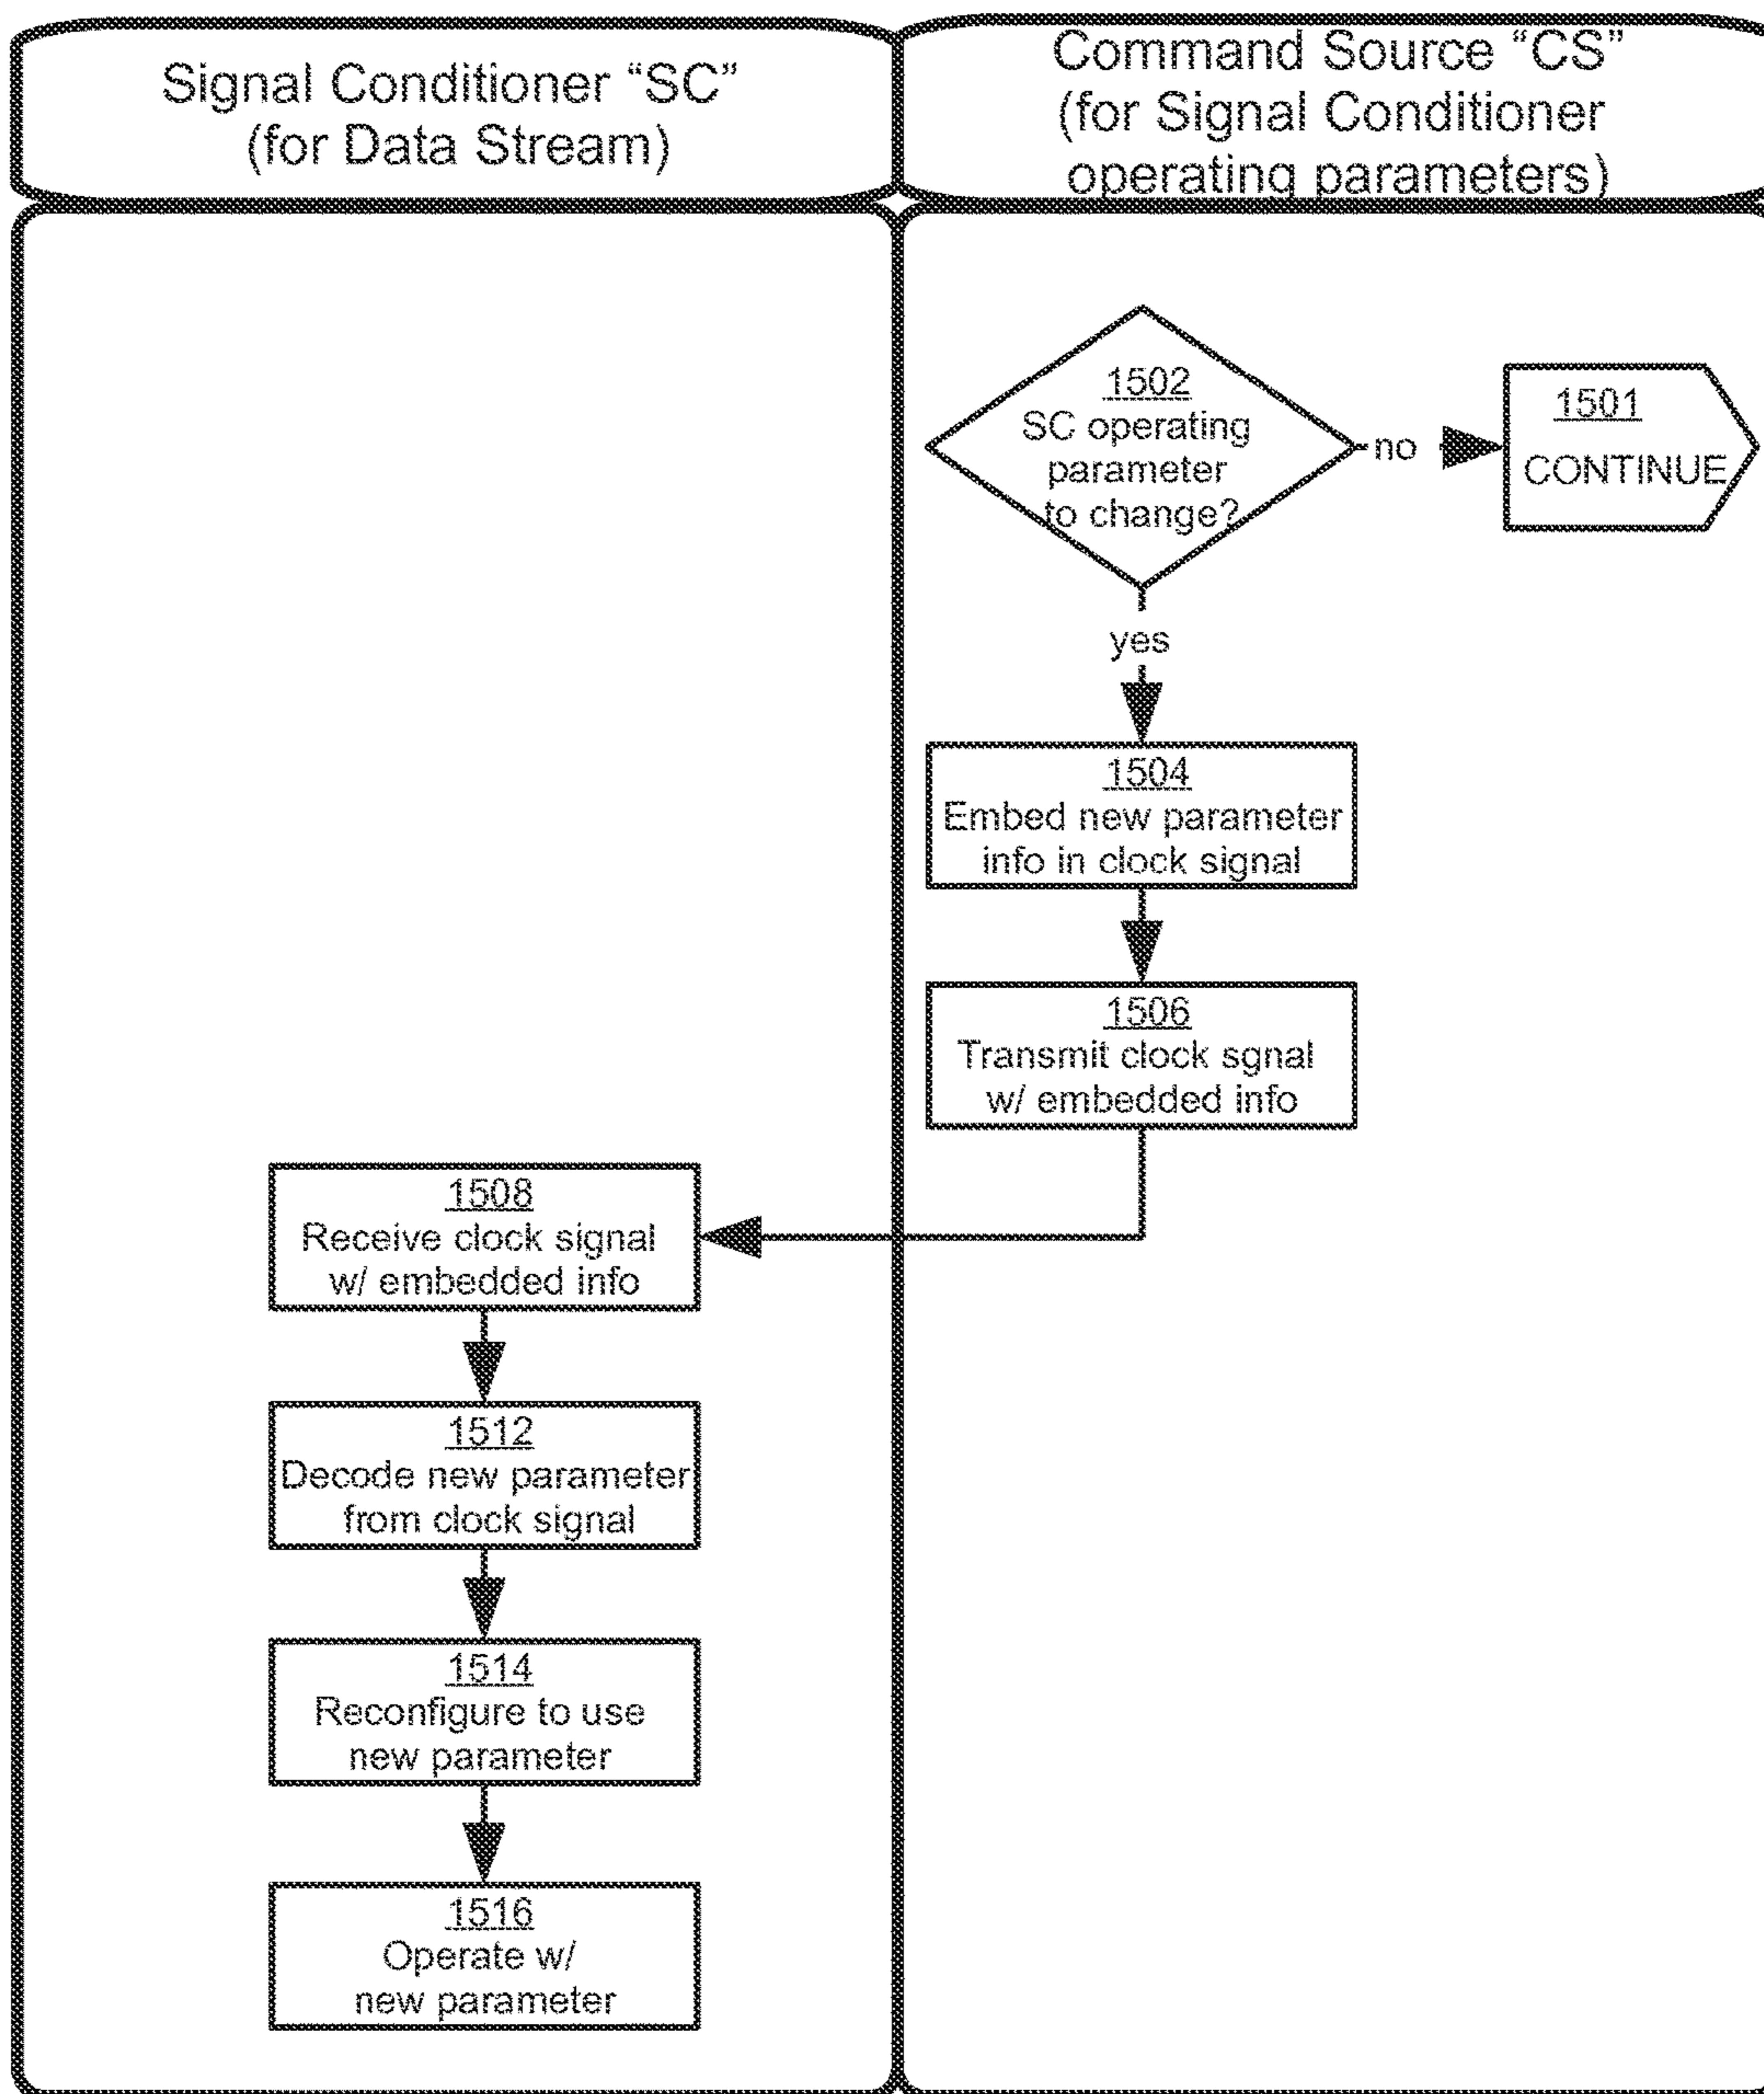 Signal Conditioner “SC”
(for Data Stream)
Command Source “CS”
(for Signal Conditioner
operating parameters)
1502
SC operating
parameter
to change?
no
1501
CONTINUE
yes
1504
Embed new parameter
info in clock signal
1506
Transmit clock sgnal
w/ embedded info
1508
Receive clock signal
w/ embedded info
1512
Decode new parameter
from clock signal
1514
Reconfigure to use
new parameter
1516
Operate w/
new parameter